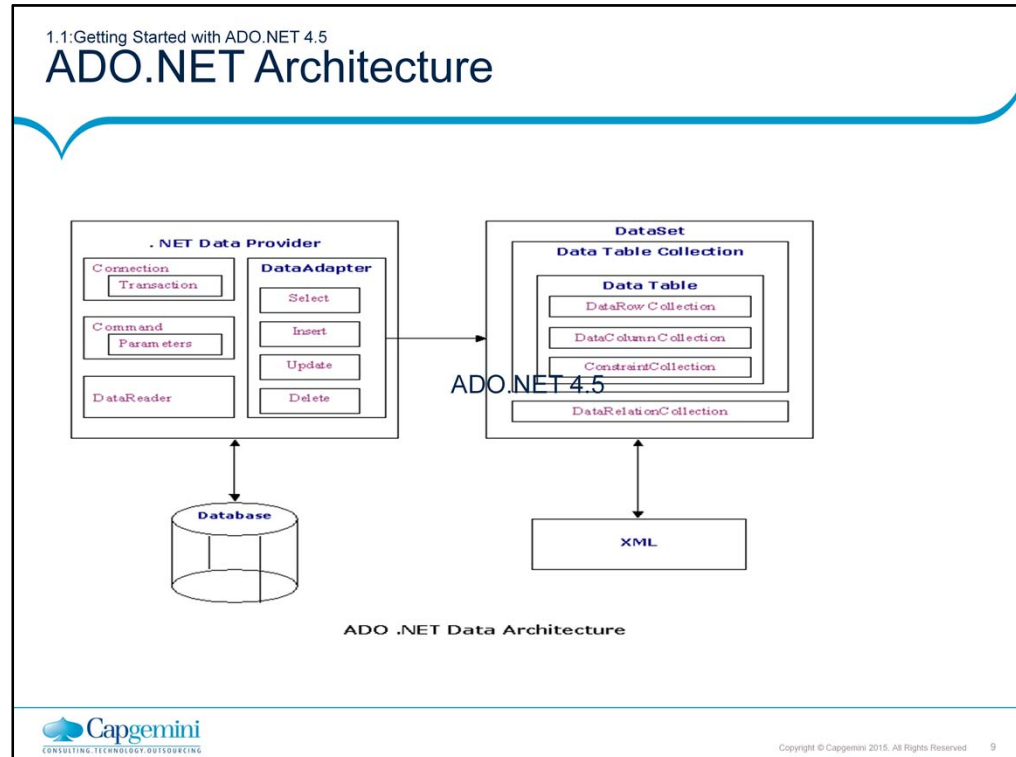 1.1:Getting Started with ADO.NET 4.5
ADO.NET Architecture
. NET Data Provider
Connection
Transaction
Command
Parameters
DataReader
DataAdapter
Select
Insert
Update
Delete
DataSet
Data Table Collection
Data Table
DataRow Collection
DataColumnCollection
ConstraintCollection
ADO.NET 4.5
DataRelationCollection
Database
XML
ADO .NET Data Architecture
Capgemini
CONSULTING.TECHNOLOGY.OUTSOURCING
Copyright © Capgemini 2015. All Rights Reserved 9